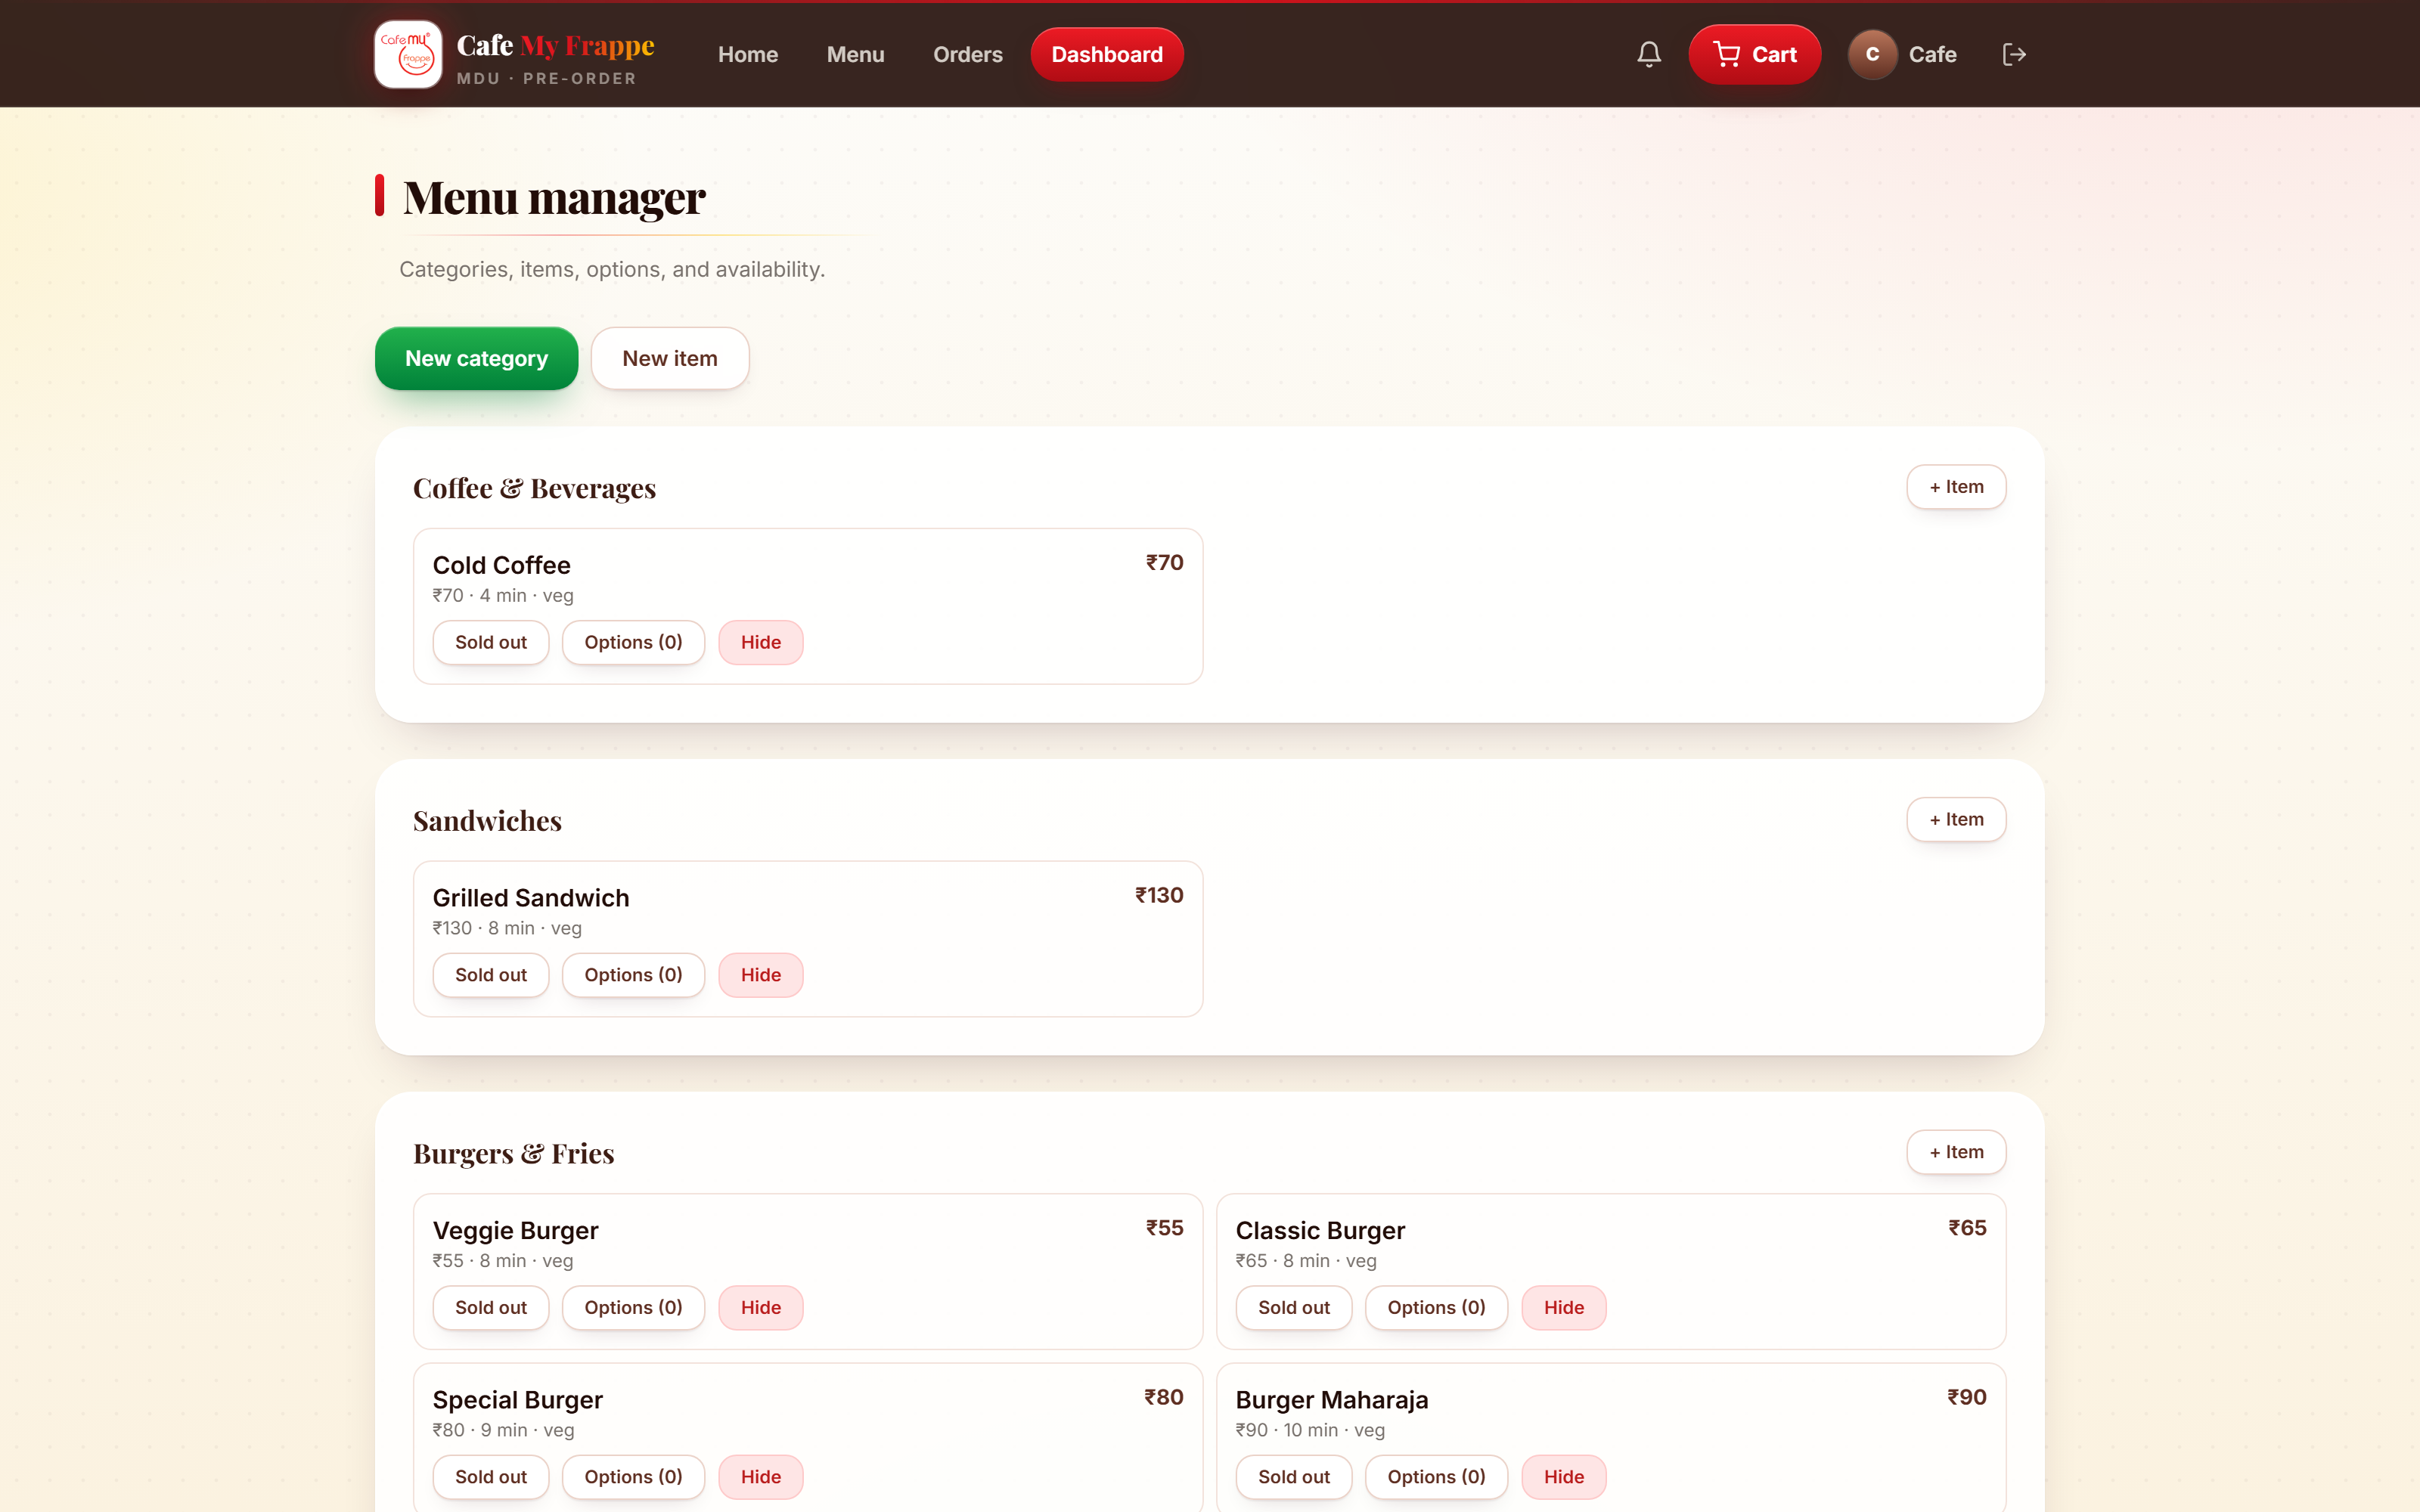 Cafe my®
Frappe
Cafe My Frappe
MDU · PRE-ORDER
Home
Menu
Orders
Dashboard
Cart
C
Cafe
Menu manager
Categories, items, options, and availability.
New category
New item
Coffee & Beverages
+ Item
Cold Coffee
₹70
₹70 · 4 min · veg
Sold out
Options (0)
Hide
Sandwiches
+ Item
Grilled Sandwich
₹130
₹130 · 8 min · veg
Sold out
Options (0)
Hide
Burgers & Fries
+ Item
Veggie Burger
₹55
₹55 · 8 min · veg
Sold out
Options (0)
Hide
Classic Burger
₹65
₹65 · 8 min · veg
Sold out
Options (0)
Hide
Special Burger
₹80
₹80 · 9 min · veg
Sold out
Options (0)
Hide
Burger Maharaja
₹90
₹90 · 10 min · veg
Sold out
Options (0)
Hide